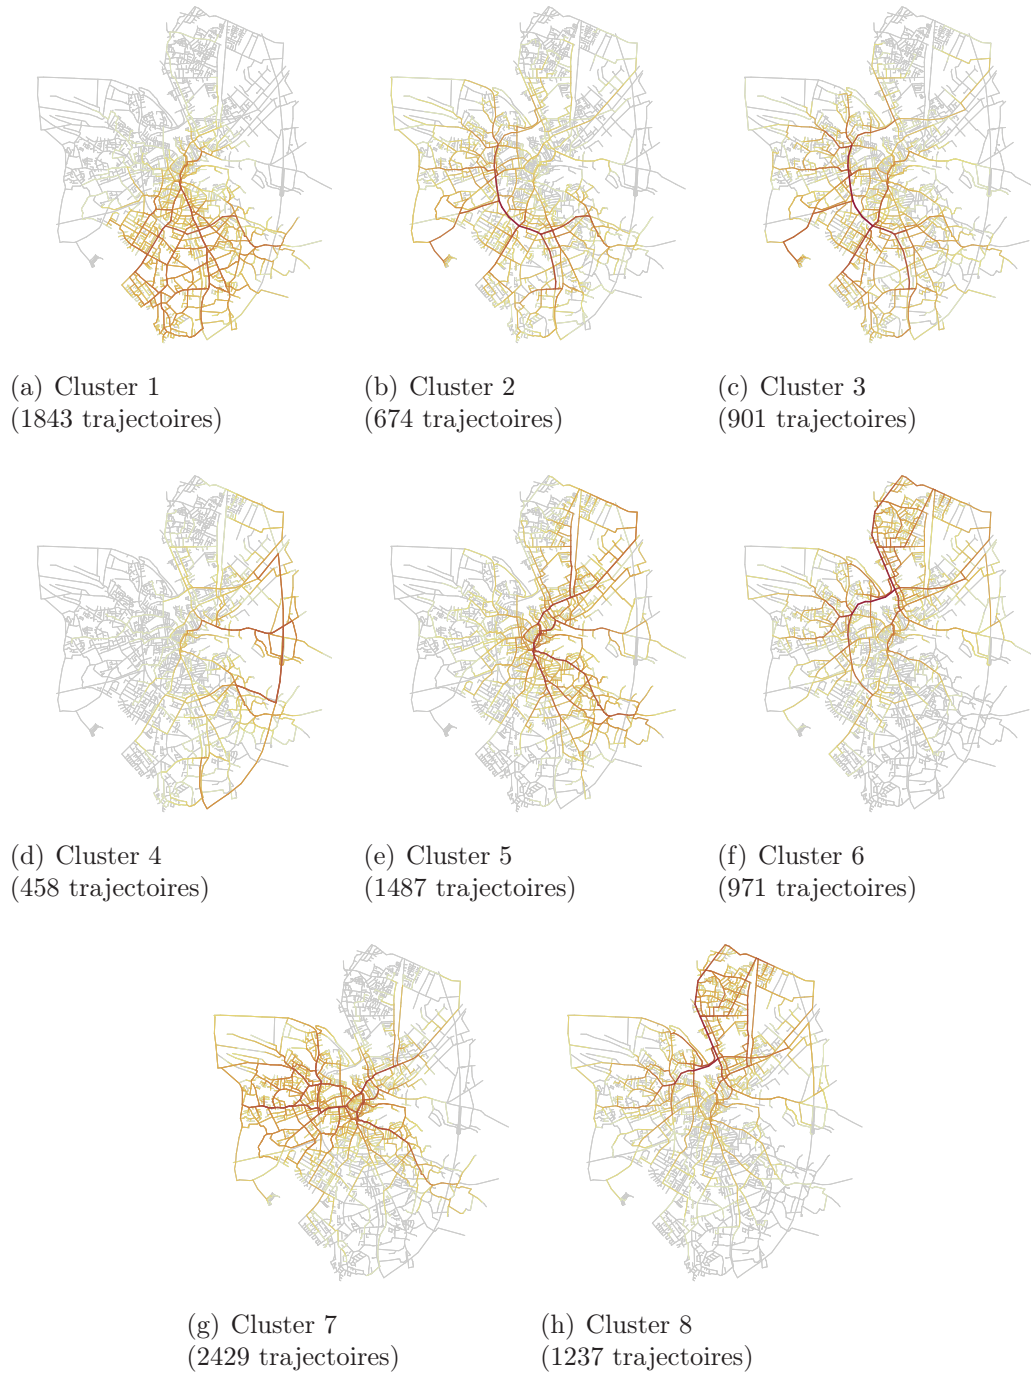 (a) Cluster 1
(1843 trajectoires)
(b) Cluster 2
(674 trajectoires)
(c) Cluster 3
(901 trajectoires)
(d) Cluster 4
(458 trajectoires)
(e) Cluster 5
(1487 trajectoires)
(f) Cluster 6
(971 trajectoires)
(g) Cluster 7
(2429 trajectoires)
(h) Cluster 8
(1237 trajectoires)